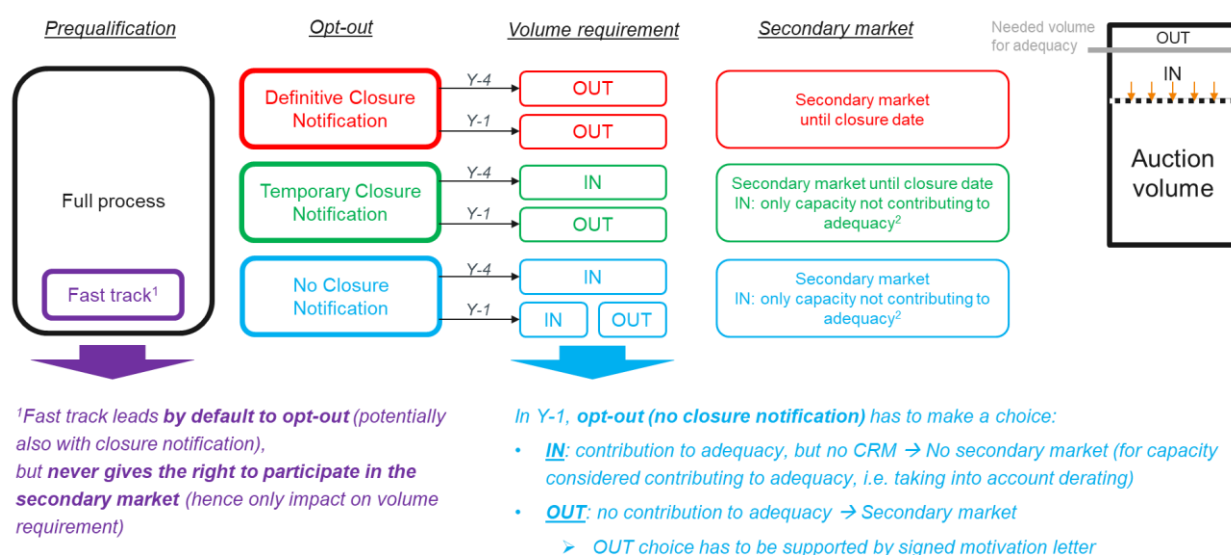 Prequalification
Opt-out
Volume requirement
Secondary market
Needed volume
for adequacy
OUT
IN
Auction
volume
Full process
Fast track¹
Definitive Closure
Notification
Y-4
OUT
Y-1
OUT
Secondary market
until closure date
Temporary Closure
Notification
Y-4
IN
Y-1
OUT
Secondary market until closure date
IN: only capacity not contributing to
adequacy²
No Closure
Notification
Y-4
IN
Y-1
IN
OUT
Secondary market
IN: only capacity not contributing to
adequacy²
¹Fast track leads by default to opt-out (potentially
also with closure notification),
but never gives the right to participate in the
secondary market (hence only impact on volume
requirement)
In Y-1, opt-out (no closure notification) has to make a choice:
• IN: contribution to adequacy, but no CRM → No secondary market (for capacity
considered contributing to adequacy, i.e. taking into account derating)
• OUT: no contribution to adequacy → Secondary market
➢ OUT choice has to be supported by signed motivation letter